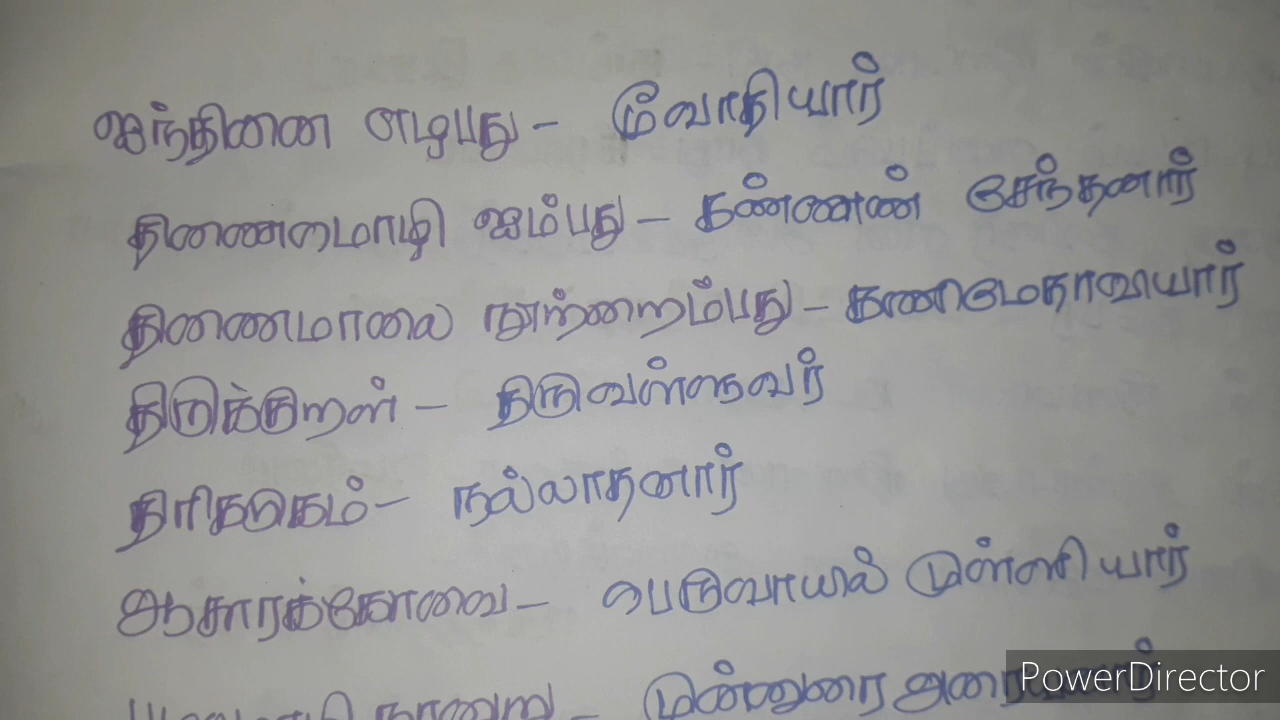 ஐந்தினை எழுபது - மூவாதியார்
திணைமொழி ஐம்பது - கண்ணண் சேந்தனார்
திணைமாலை நூற்றைம்பது - கணிமேதாவியார்
திருக்குறள் - திருவள்ளுவர்
திரிகடுகம் - நல்லாதனார்
ஆசாரக்கோவை - பெருவாயில் முள்ளியார்
நானூறு - முன்னுரை
PowerDirector